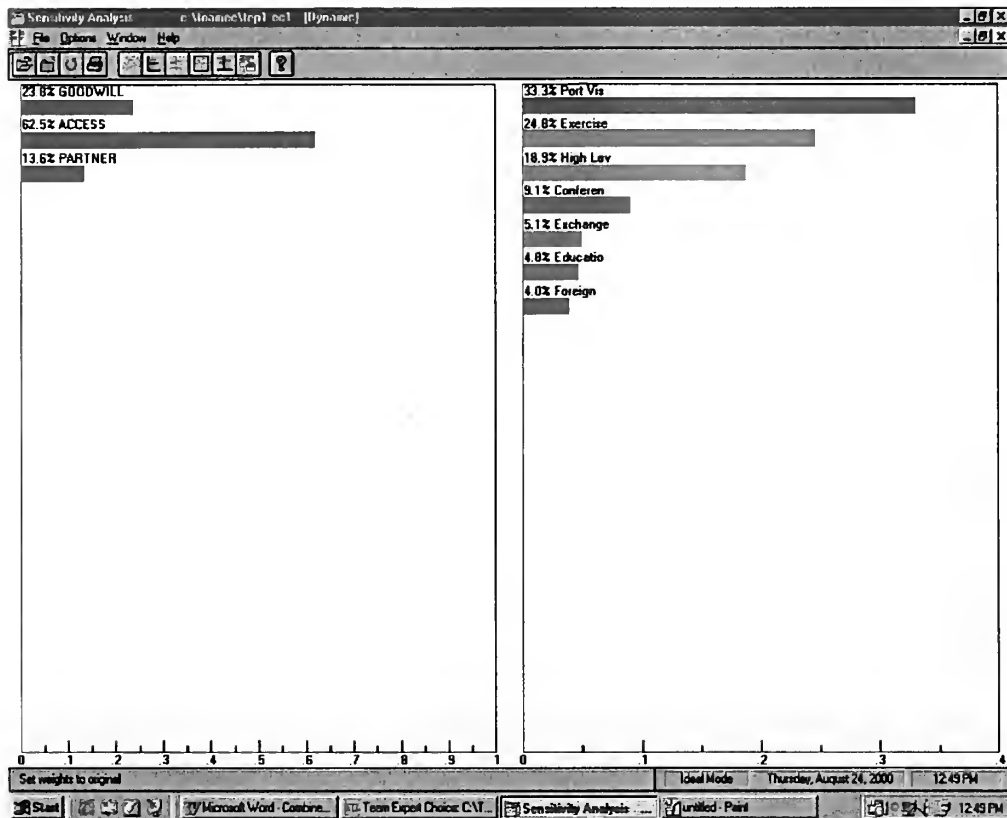 Sensitivity Analysis [Dynamic]
File Options Window Help
23.8% GOODWILL
62.5% ACCESS
13.6% PARTNER
0 .1 .2 .3 .4 .5 .6 .7 .8 .9 1
33.3% Port Vis
24.8% Exercise
18.9% High Lev
9.1% Conferen
5.1% Exchange
4.8% Educatio
4.0% Foreign
0 .1 .2 .3 .4
Set weights to original
Ideal Mode
Thursday, August 24, 2000
12:49 PM
Start
Microsoft Word - Combine...
Team Expert Choice: C:\T...
Sensitivity Analysis ...
untitled - Paint
12:49 PM